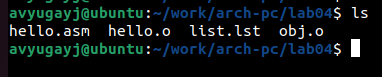 avyugayj@ubuntu:~/work/arch-pc/lab04$ ls
hello.asm  hello.o  list.lst  obj.o
avyugayj@ubuntu:~/work/arch-pc/lab04$